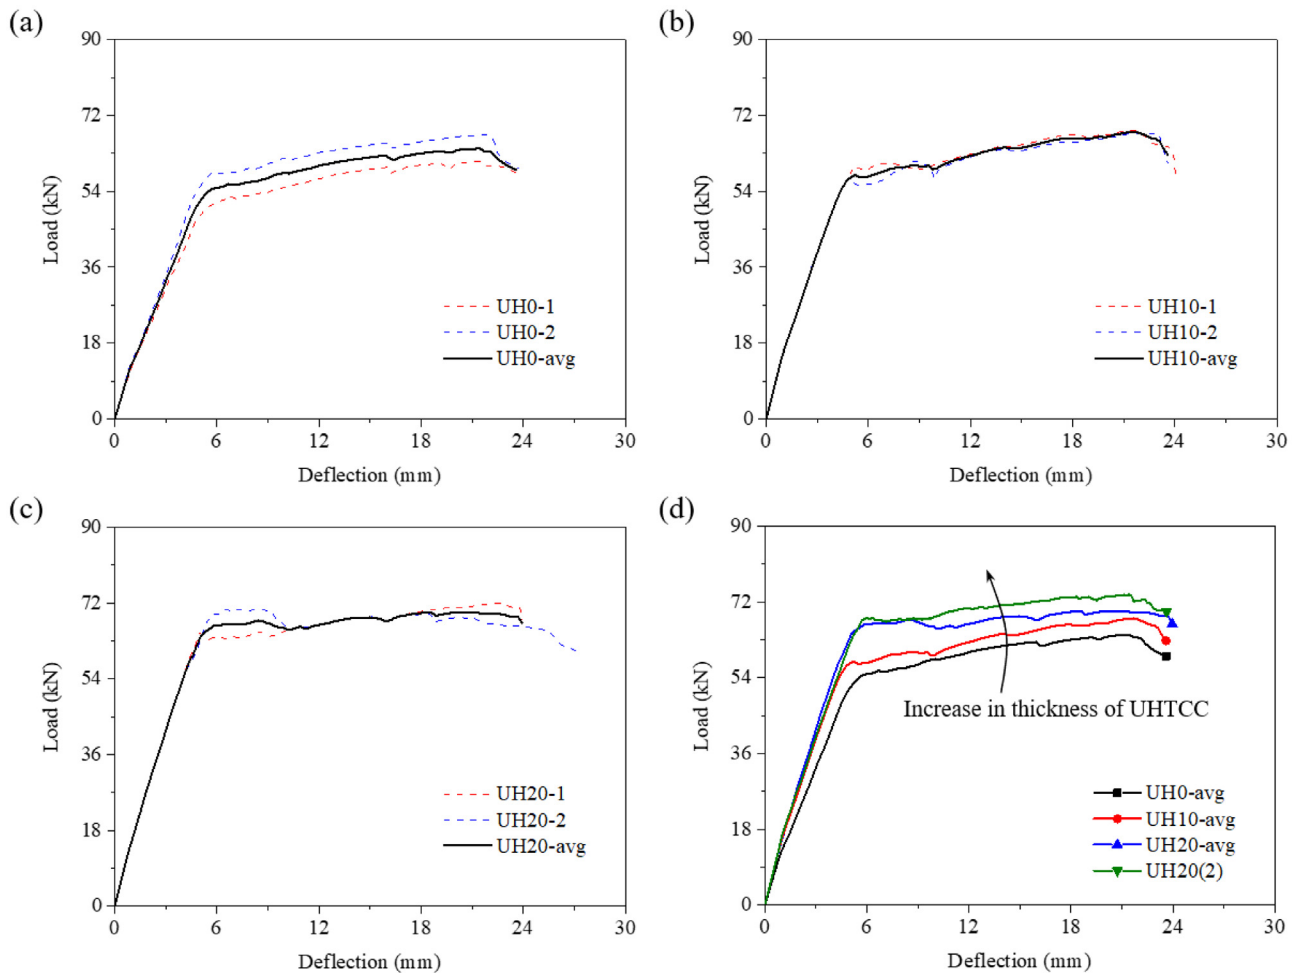 (a)
90
72
54
36
18
0
Load (kN)
0 6 12 18 24 30
Deflection (mm)
UH0-1
UH0-2
UH0-avg
(b)
90
72
54
36
18
0
Load (kN)
0 6 12 18 24 30
Deflection (mm)
UH10-1
UH10-2
UH10-avg
(c)
90
72
54
36
18
0
Load (kN)
0 6 12 18 24 30
Deflection (mm)
UH20-1
UH20-2
UH20-avg
(d)
90
72
54
36
18
0
Load (kN)
0 6 12 18 24 30
Deflection (mm)
Increase in thickness of UHTCC
UH0-avg
UH10-avg
UH20-avg
UH20(2)